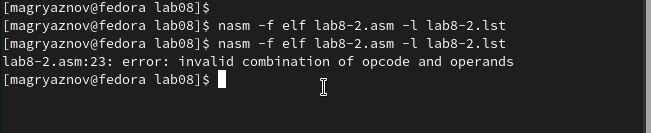 [magryaznov@fedora lab08]$
[magryaznov@fedora lab08]$ nasm -f elf lab8-2.asm -l lab8-2.lst
[magryaznov@fedora lab08]$ nasm -f elf lab8-2.asm -l lab8-2.lst
lab8-2.asm:23: error: invalid combination of opcode and operands
[magryaznov@fedora lab08]$